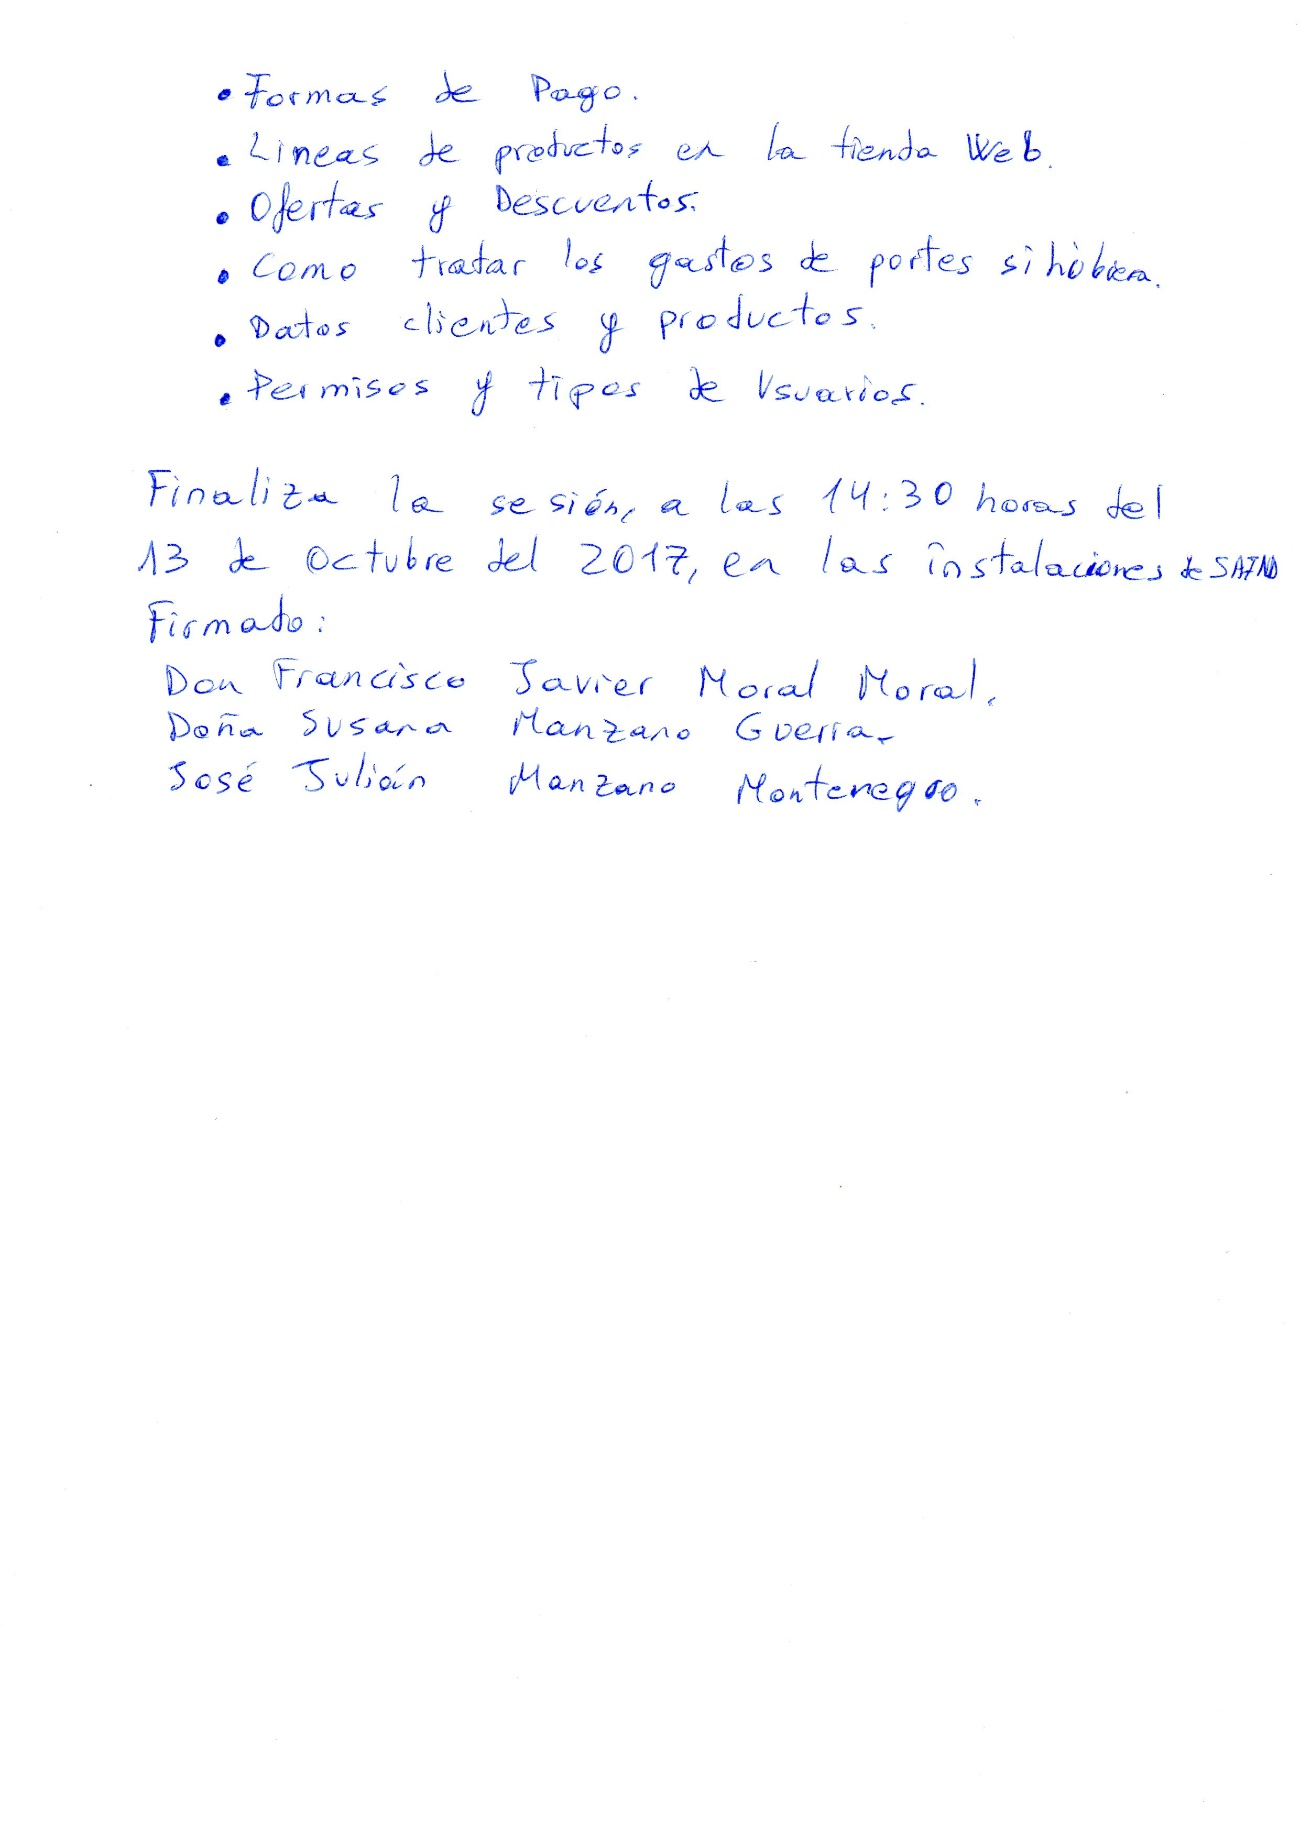 • Formas de Pago.
• Lineas de productos en la tienda Web.
• Ofertas y Descuentos.
• Como tratar los gastos de portes si hubiera.
• Datos clientes y productos.
• Permisos y tipos de Usuarios.
Finaliza la sesión, a las 14:30 horas del
13 de Octubre del 2017, en las instalaciones de
Firmado:
Don Francisco Javier Moral Moral.
Doña Susana Manzano Guerra.
José Julián Manzano Montenegro.